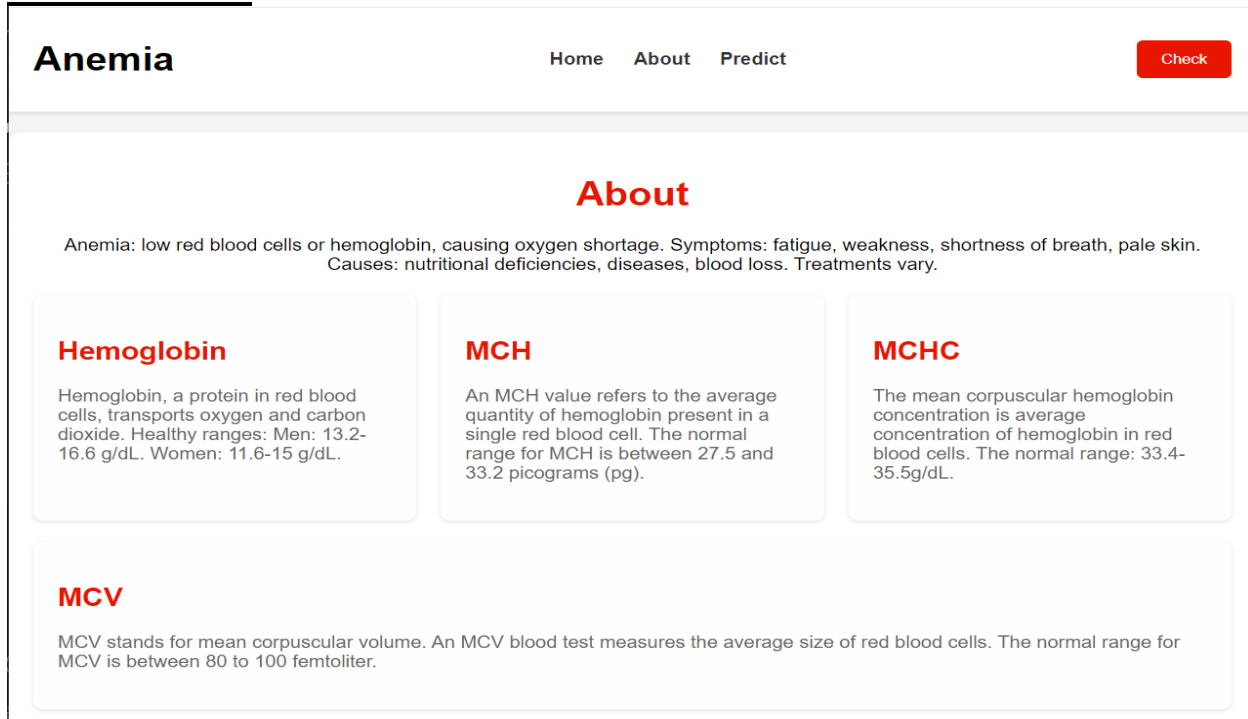 Anemia
Home About Predict
Check
About
Anemia: low red blood cells or hemoglobin, causing oxygen shortage. Symptoms: fatigue, weakness, shortness of breath, pale skin.
Causes: nutritional deficiencies, diseases, blood loss. Treatments vary.
Hemoglobin
Hemoglobin, a protein in red blood
cells, transports oxygen and carbon
dioxide. Healthy ranges: Men: 13.2-
16.6 g/dL. Women: 11.6-15 g/dL.
MCH
An MCH value refers to the average
quantity of hemoglobin present in a
single red blood cell. The normal
range for MCH is between 27.5 and
33.2 picograms (pg).
MCHC
The mean corpuscular hemoglobin
concentration is average
concentration of hemoglobin in red
blood cells. The normal range: 33.4-
35.5g/dL.
MCV
MCV stands for mean corpuscular volume. An MCV blood test measures the average size of red blood cells. The normal range for
MCV is between 80 to 100 femtoliter.